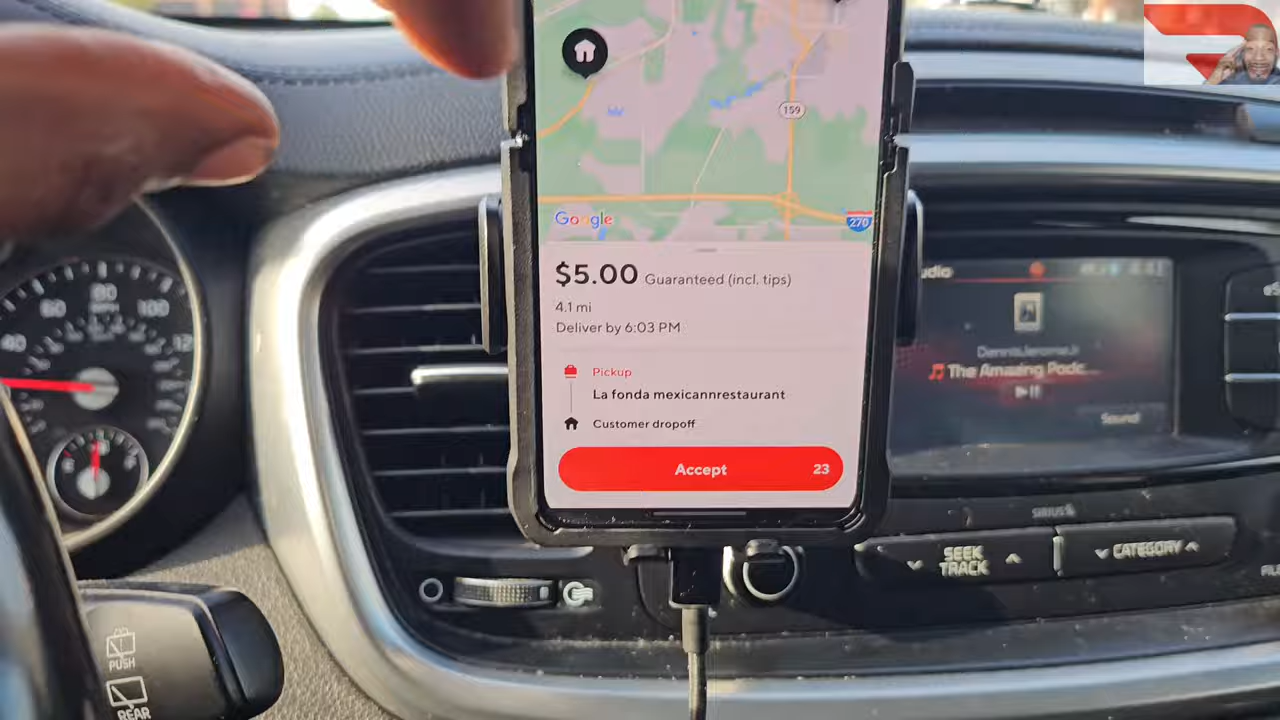 159
Google
270
$5.00 Guaranteed (incl. tips)
4.1 mi
Deliver by 6:03 PM
Pickup
La fonda mexicannrestaurant
Customer dropoff
Accept 23
40
60
80
100
DennisJerome
The Amazing Podc...
Sound
SEEK
TRACK
CATEGORY
PUSH
REAR